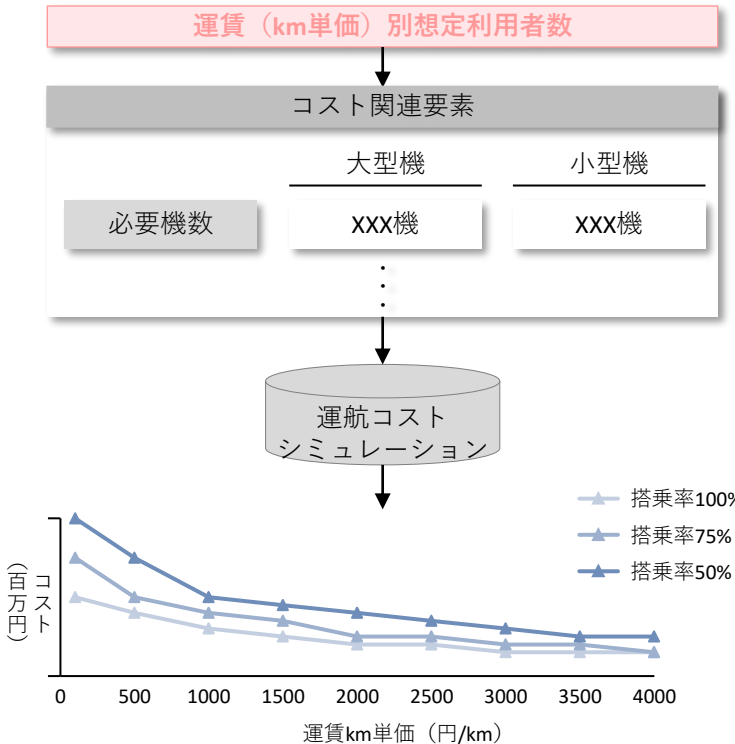 運賃（km単価）別想定利用者数
コスト関連要素
大型機
小型機
必要機数
XXX機
XXX機
運航コスト
シミュレーション
搭乗率100%
搭乗率75%
搭乗率50%
コスト
（百万円）
0 500 1000 1500 2000 2500 3000 3500 4000
運賃km単価（円/km）